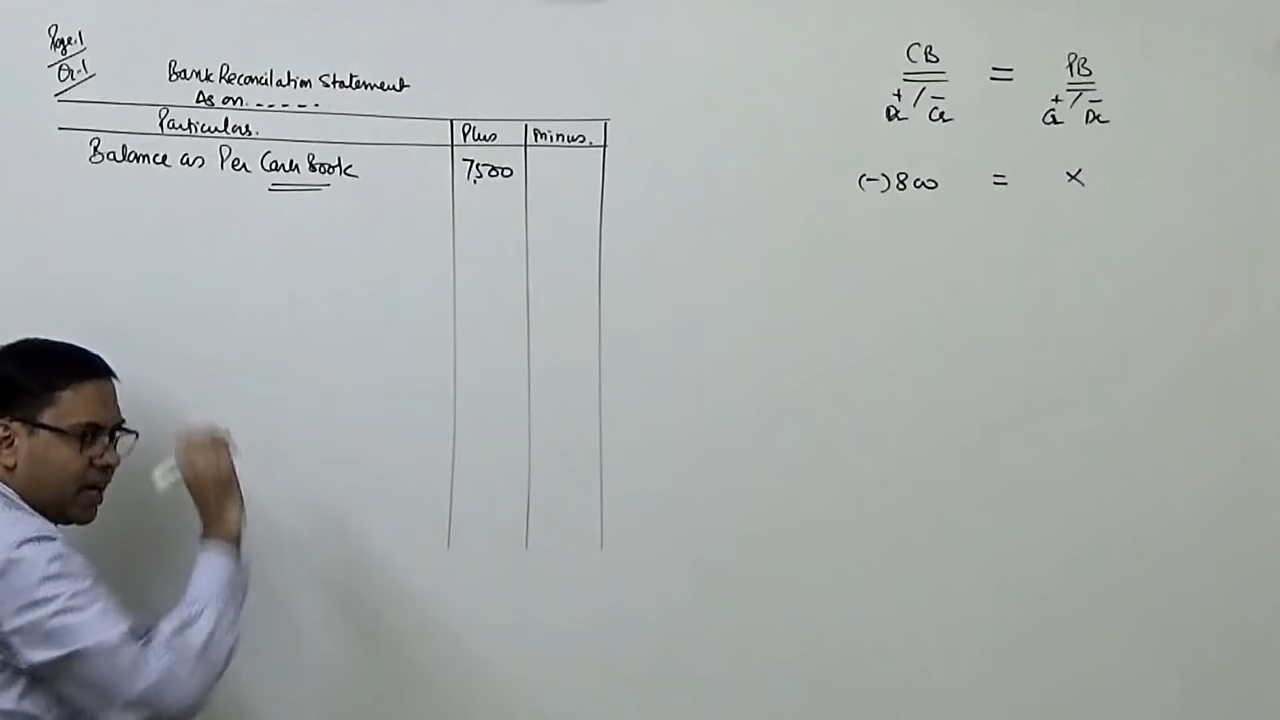 Page.1
Q.1
Bank Reconcilation Statement
As on. - - - - .
Particulars.
Plus
minus.
Balance as Per Cash Book
7,500
CB = PB
+ / - + / -
Dr Cr Cr Dr
(-) 800 = ×